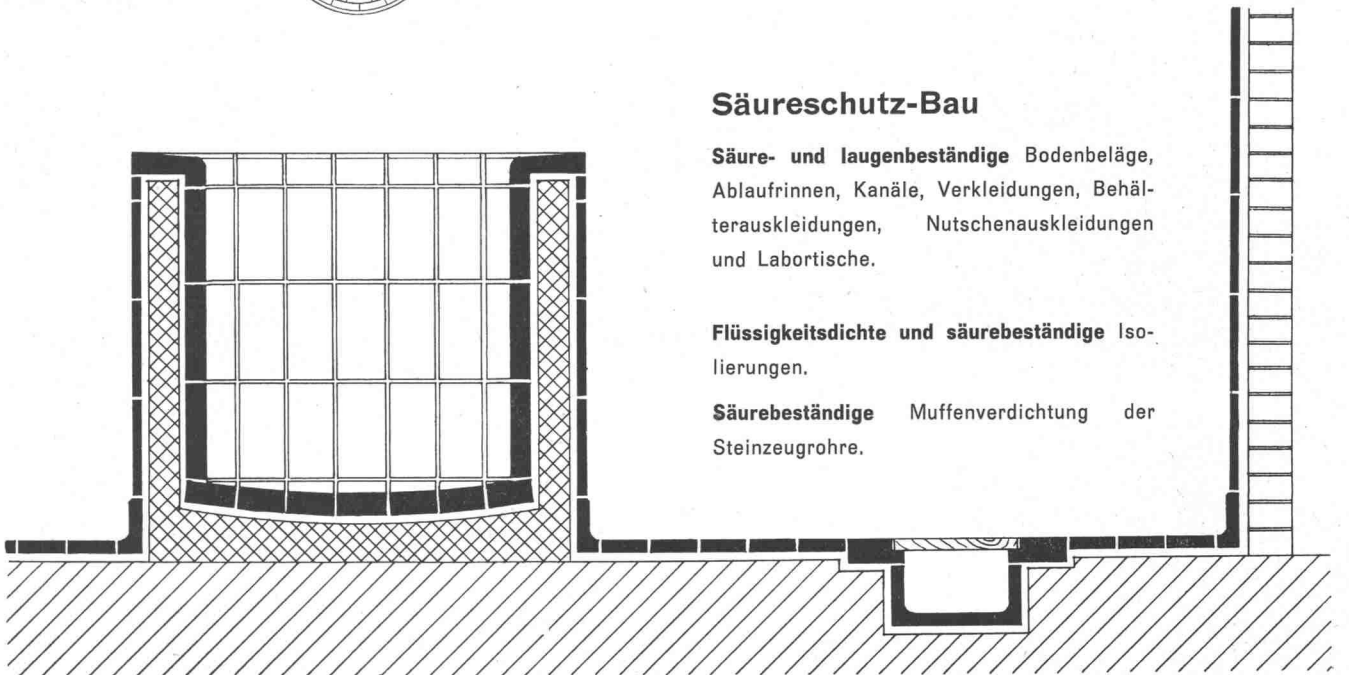 Säureschutz-Bau
Säure- und laugenbeständige Bodenbeläge,
Ablaufrinnen, Kanäle, Verkleidungen, Behäl-
terauskleidungen, Nutschenauskleidungen
und Labortische.
Flüssigkeitsdichte und säurebeständige Iso-
lierungen.
Säurebeständige Muffenverdichtung der
Steinzeugrohre.